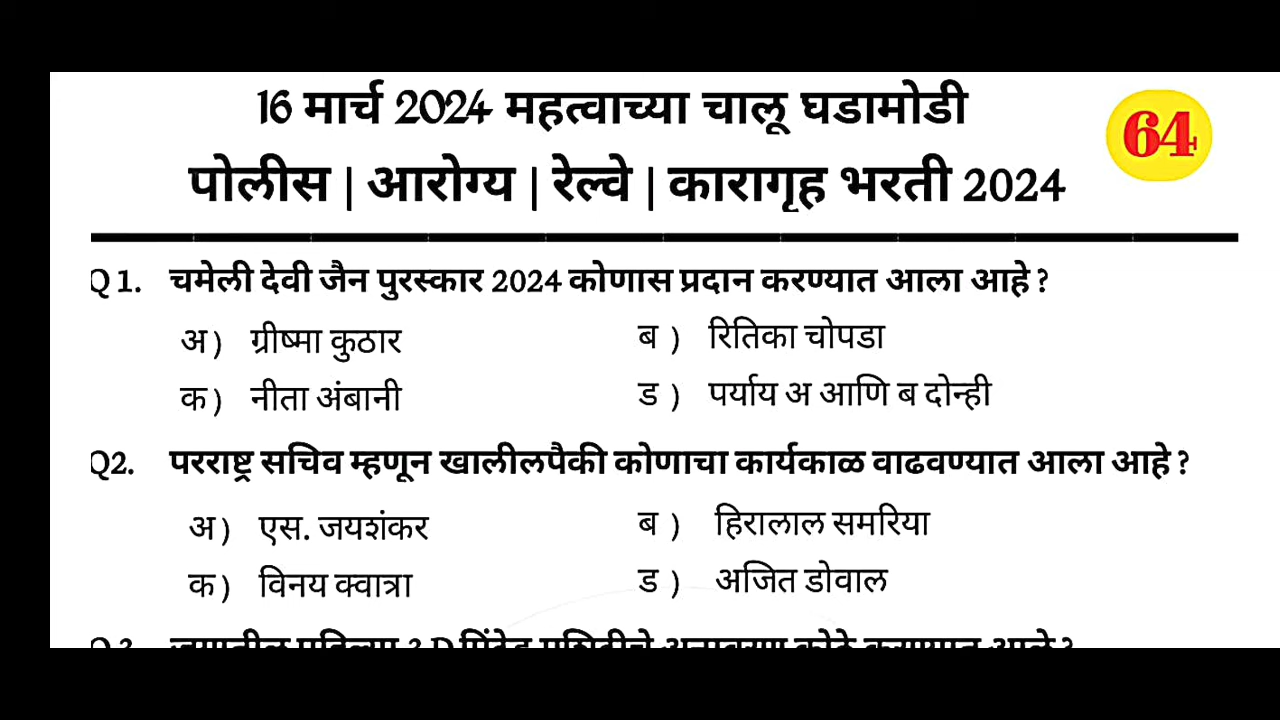 16 मार्च 2024 महत्वाच्या चालू घडामोडी
64
पोलीस | आरोग्य | रेल्वे | कारागृह भरती 2024
Q 1. चमेली देवी जैन पुरस्कार 2024 कोणास प्रदान करण्यात आला आहे ?
अ ) ग्रीष्मा कुठार ब ) रितिका चोपडा
क ) नीता अंबानी ड ) पर्याय अ आणि ब दोन्ही
Q2. परराष्ट्र सचिव म्हणून खालीलपैकी कोणाचा कार्यकाळ वाढवण्यात आला आहे ?
अ ) एस. जयशंकर ब ) हिरालाल समरिया
क ) विनय क्वात्रा ड ) अजित डोवाल